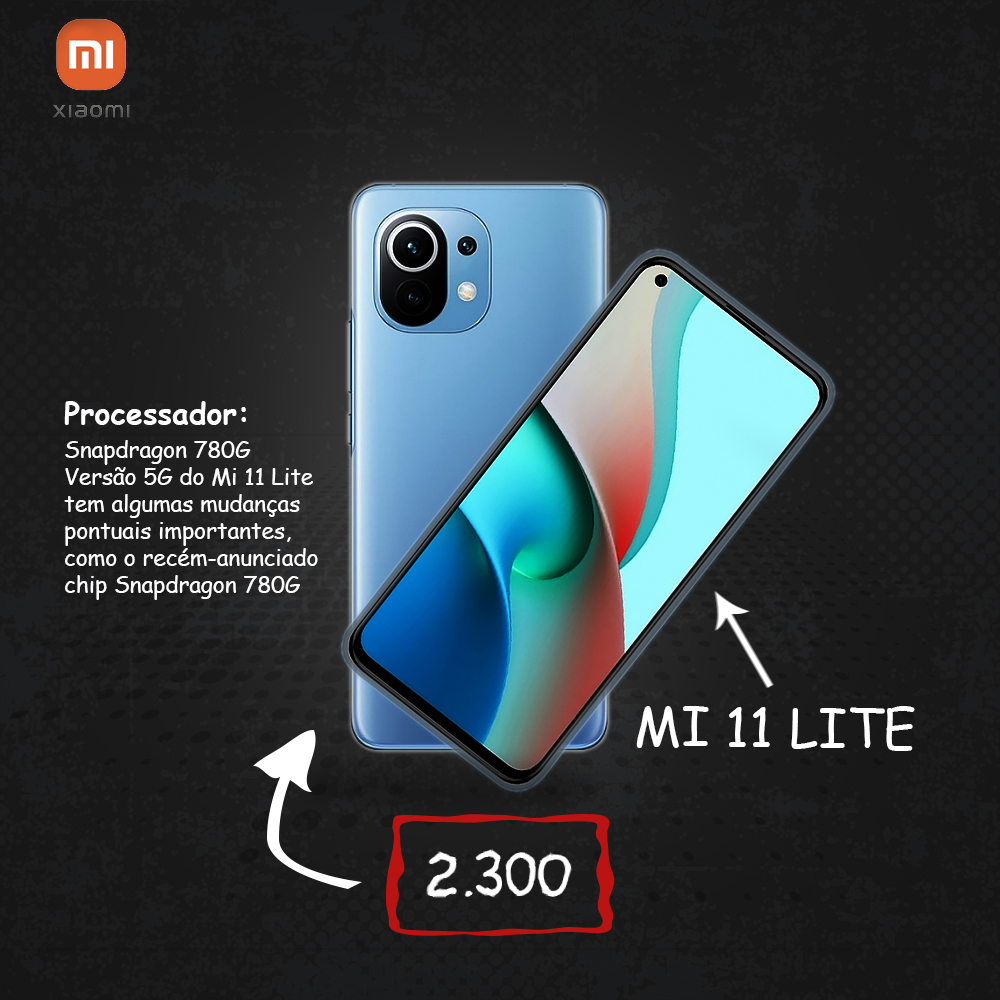 mi
xiaomi
Processador:
Snapdragon 780G
Versão 5G do Mi 11 Lite
tem algumas mudanças
pontuais importantes,
como o recém-anunciado
chip Snapdragon 780G
MI 11 LITE
2.300